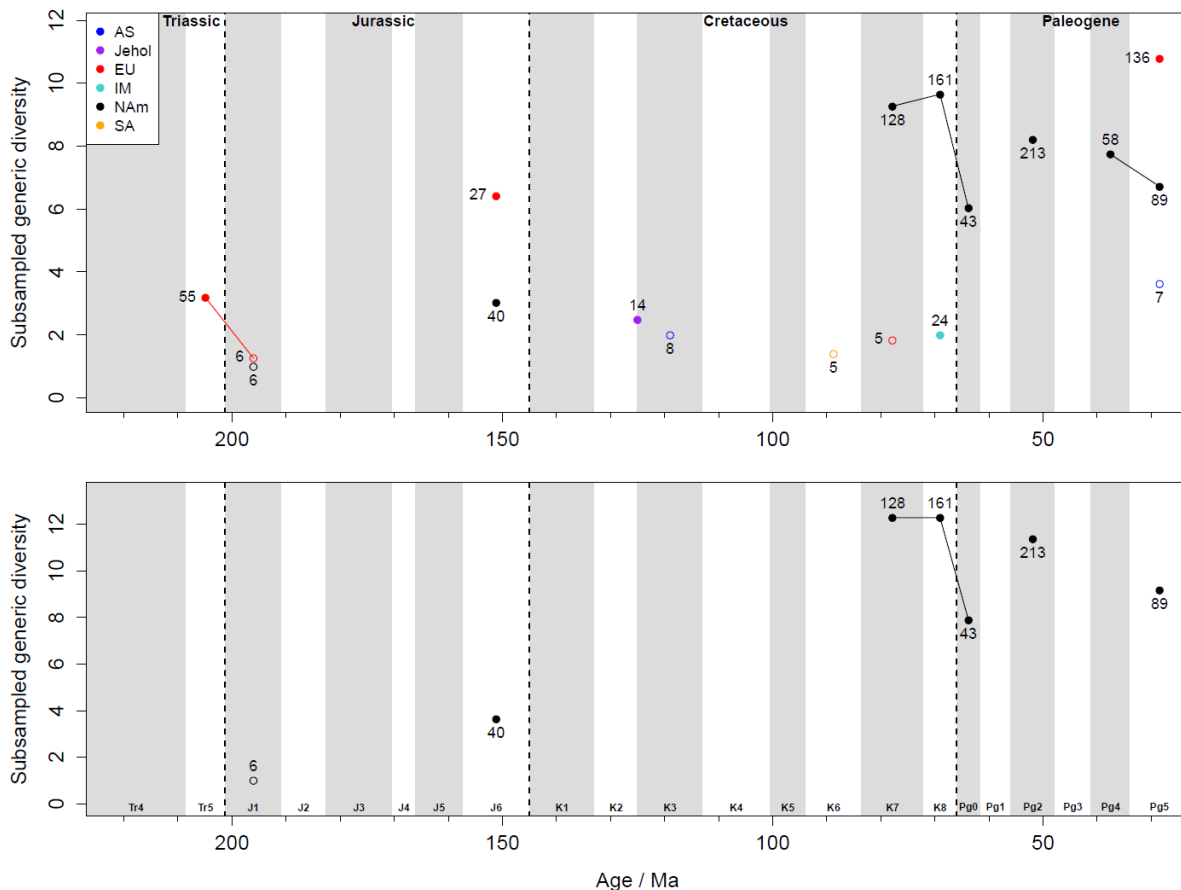 Triassic Jurassic Cretaceous Paleogene
AS
Jehol
EU
IM
NAm
SA
Subsampled generic diversity
12
10
8
6
4
2
0
136
161
128
213
58
43
89
27
55
40
7
14
24
8
5
5
6
6
200 150 100 50
Subsampled generic diversity
12
10
8
6
4
2
0
128 161
213
89
43
40
6
Tr4 Tr5 J1 J2 J3 J4 J5 J6 K1 K2 K3 K4 K5 K6 K7 K8 Pg0 Pg1 Pg2 Pg3 Pg4 Pg5
200 150 100 50
Age / Ma